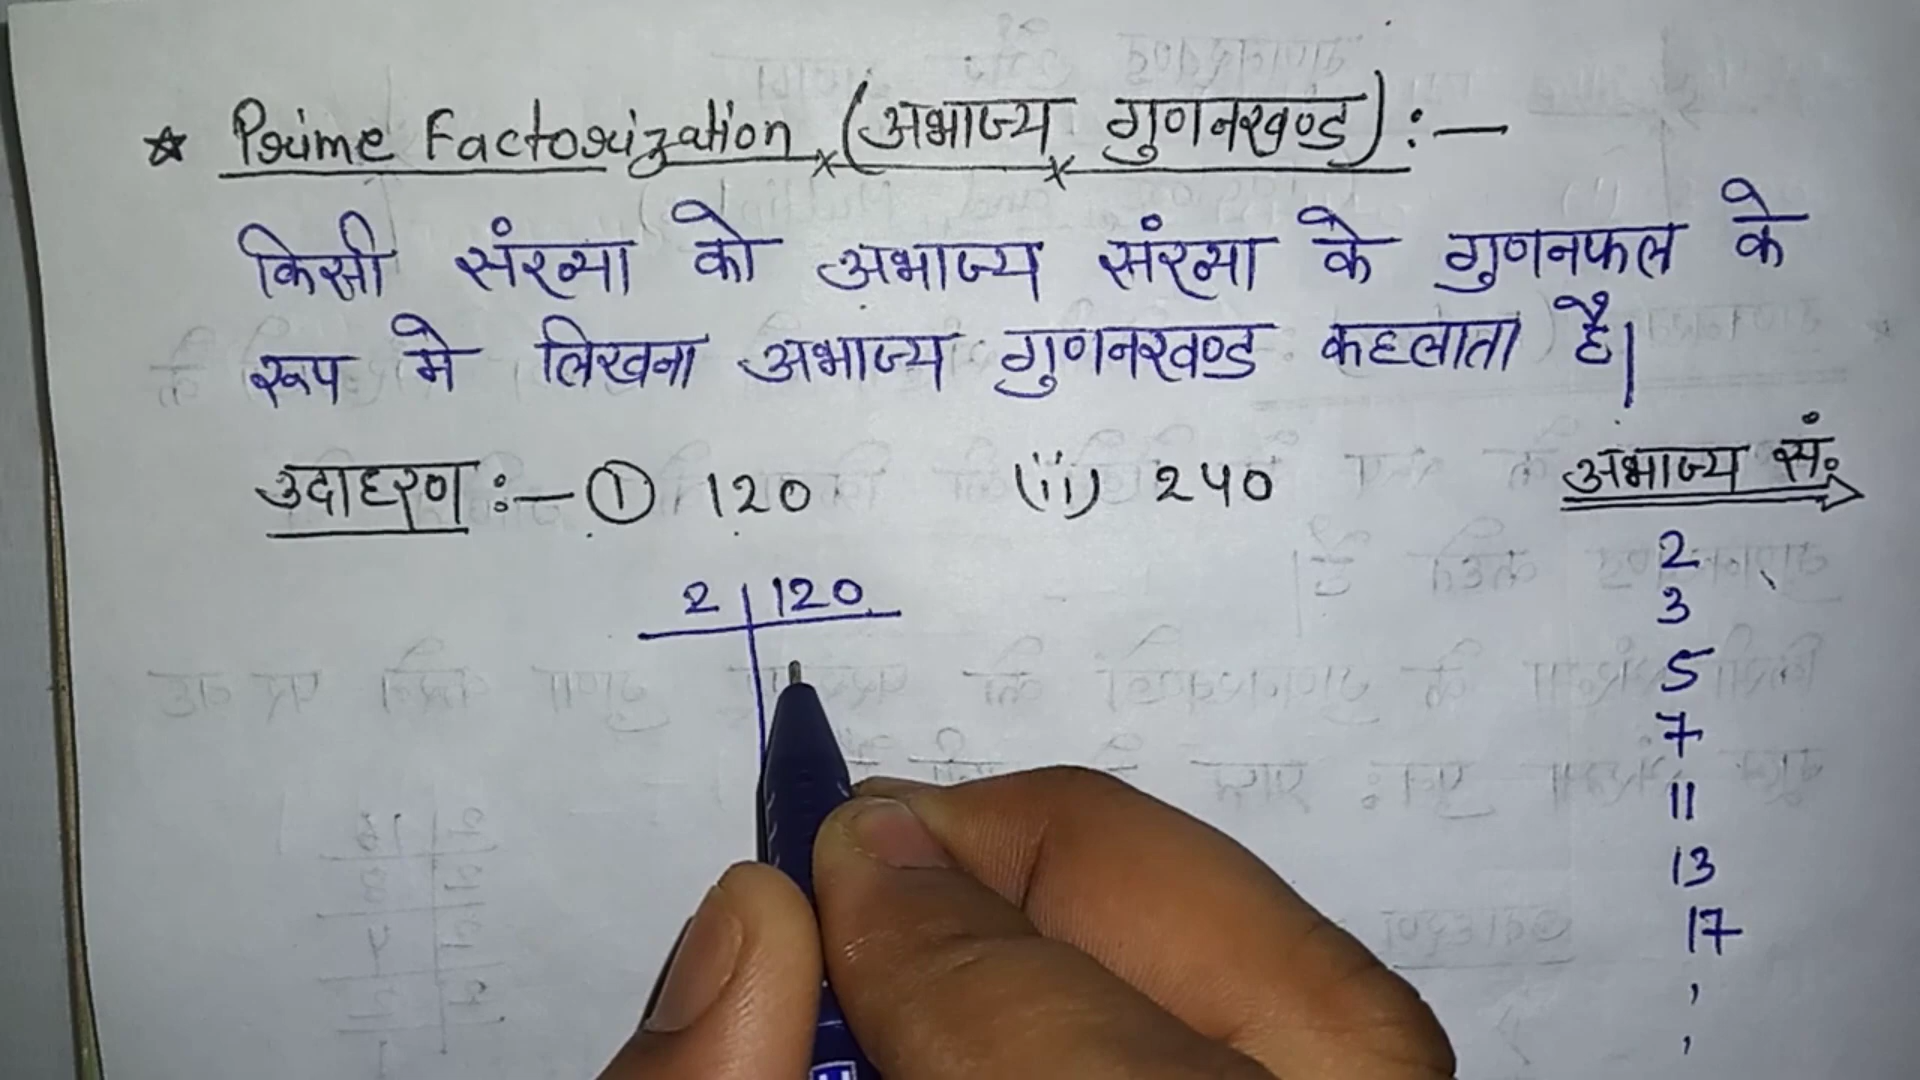 ★ Prime Factorization (अभाज्य गुणनखण्ड) :—
किसी संख्या को अभाज्य संख्या के गुणनफल के
रूप मे लिखना अभाज्य गुणनखण्ड कहलाता है।
उदाहरण :— ① 120 (ii) 240
अभाज्य सं.
2 | 120
2
3
5
7
11
13
17
,
,